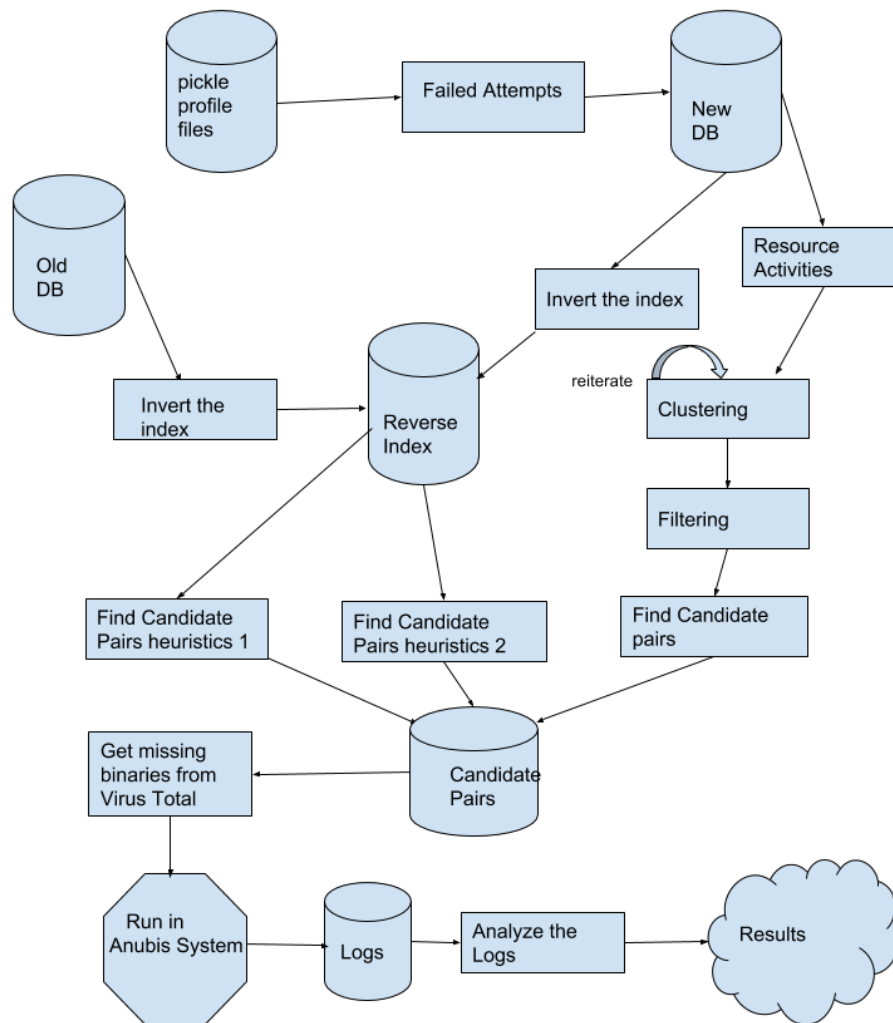 pickle
profile
files
Failed Attempts
New
DB
Old
DB
Resource
Activities
Invert the index
reiterate
Clustering
Invert the
index
Reverse
Index
Filtering
Find Candidate
Pairs heuristics 1
Find Candidate
Pairs heuristics 2
Find Candidate
pairs
Get missing
binaries from
Virus Total
Candidate
Pairs
Run in
Anubis System
Logs
Analyze the
Logs
Results